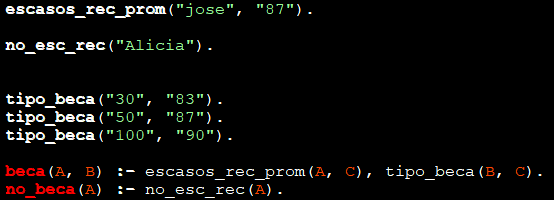 escasos_rec_prom("jose", "87").
no_esc_rec("Alicia").
tipo_beca("30", "83").
tipo_beca("50", "87").
tipo_beca("100", "90").
beca(A, B) :- escasos_rec_prom(A, C), tipo_beca(B, C).
no_beca(A) :- no_esc_rec(A).